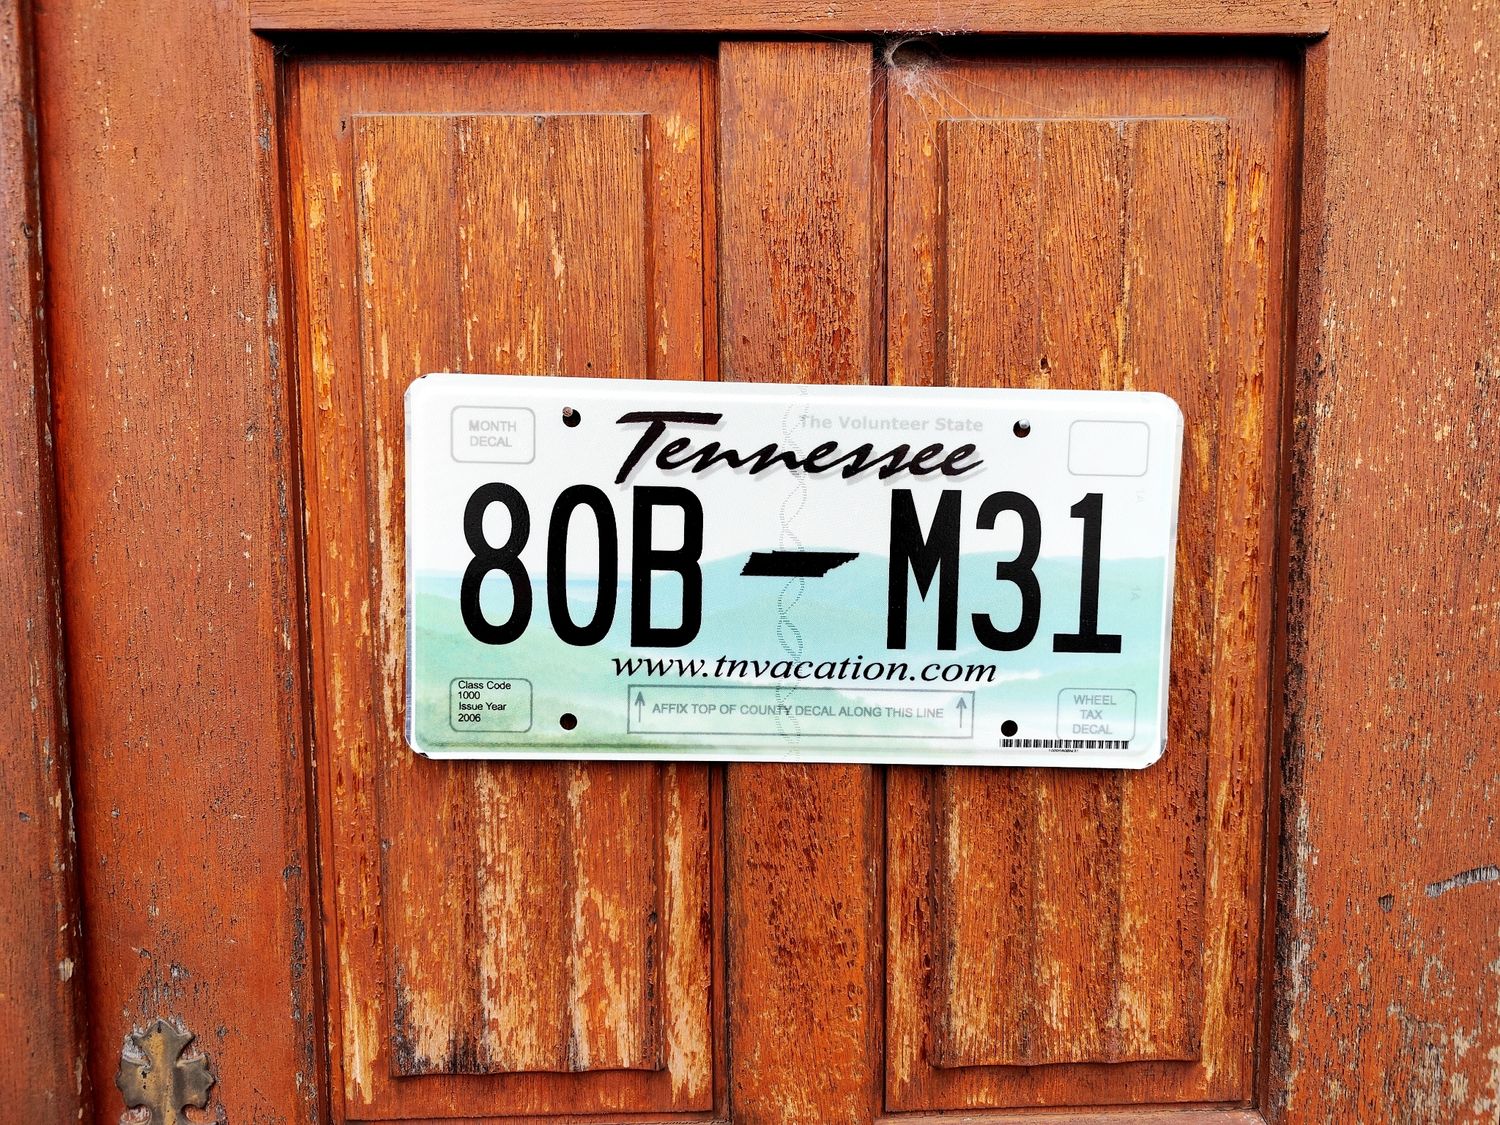 MONTH
DECAL
The Volunteer State
Tennessee
80B M31
www.tnvacation.com
Class Code
1000
Issue Year
2006
AFFIX TOP OF COUNTY DECAL ALONG THIS LINE
WHEEL
TAX
DECAL